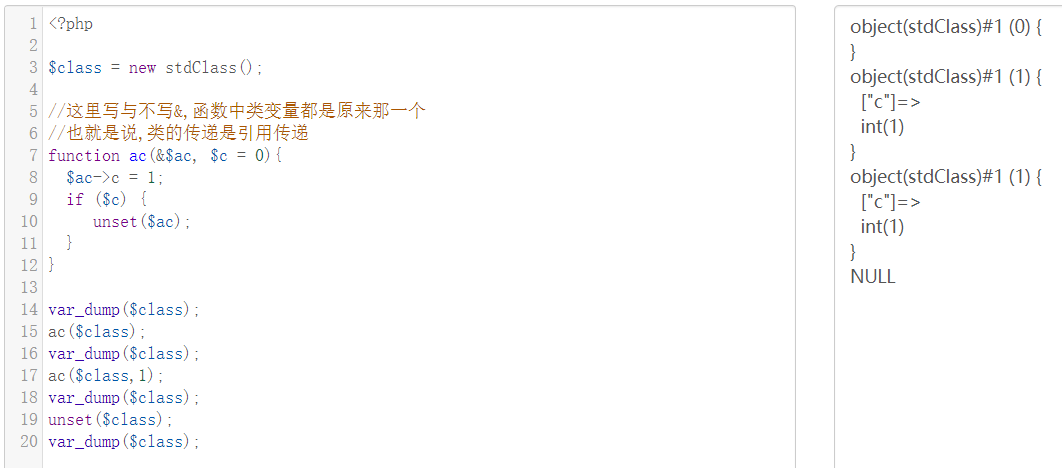 1 <?php
2
3 $class = new stdClass();
4
5 //这里写与不写&,函数中类变量都是原来那一个
6 //也就是说,类的传递是引用传递
7 function ac(&$ac, $c = 0){
8 $ac->c = 1;
9 if ($c) {
10 unset($ac);
11 }
12 }
13
14 var_dump($class);
15 ac($class);
16 var_dump($class);
17 ac($class,1);
18 var_dump($class);
19 unset($class);
20 var_dump($class);
object(stdClass)#1 (0) {
}
object(stdClass)#1 (1) {
["c"]=>
int(1)
}
object(stdClass)#1 (1) {
["c"]=>
int(1)
}
NULL